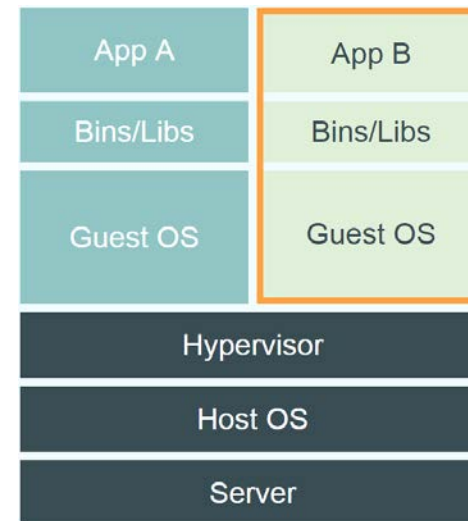 App A
App B
Bins/Libs
Bins/Libs
Guest OS
Guest OS
Hypervisor
Host OS
Server